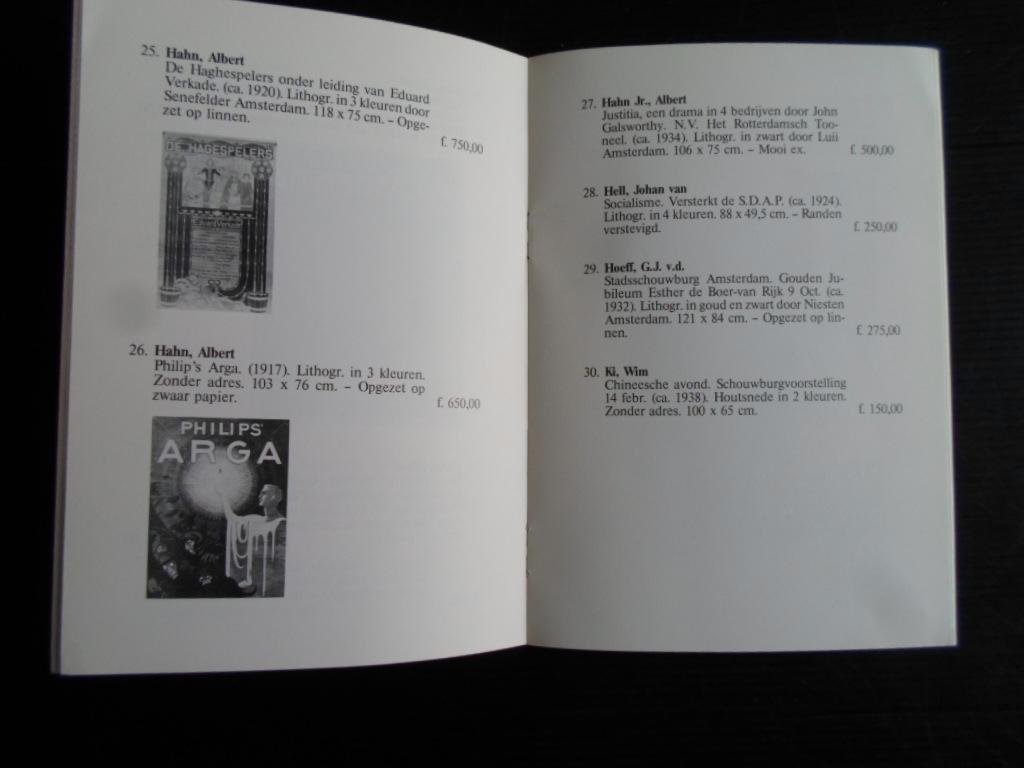 25. Hahn, Albert
De Haghespelers onder leiding van Eduard
Verkade. (ca. 1920). Lithogr. in 3 kleuren door
Senefelder Amsterdam. 118 x 75 cm. – Opge-
zet op linnen.
f. 750,00
DE HAGESPELERS
26. Hahn, Albert
Philip's Arga. (1917). Lithogr. in 3 kleuren.
Zonder adres. 103 x 76 cm. – Opgezet op
zwaar papier.
f. 650,00
PHILIPS'
ARGA
27. Hahn Jr., Albert
Justitia, een drama in 4 bedrijven door John
Galsworthy. N.V. Het Rotterdamsch Too-
neel. (ca. 1934). Lithogr. in zwart door Luii
Amsterdam. 106 x 75 cm. – Mooi ex.
f. 500,00
28. Hell, Johan van
Socialisme. Versterkt de S.D.A.P. (ca. 1924).
Lithogr. in 4 kleuren. 88 x 49,5 cm. – Randen
verstevigd.
f. 250,00
29. Hoeff, G.J. v.d.
Stadsschouwburg Amsterdam. Gouden Ju-
bileum Esther de Boer-van Rijk 9 Oct. (ca.
1932). Lithogr. in goud en zwart door Niesten
Amsterdam. 121 x 84 cm. – Opgezet op lin-
nen.
f. 275,00
30. Ki, Wim
Chineesche avond. Schouwburgvoorstelling
14 febr. (ca. 1938). Houtsnede in 2 kleuren.
Zonder adres. 100 x 65 cm.
f. 150,00